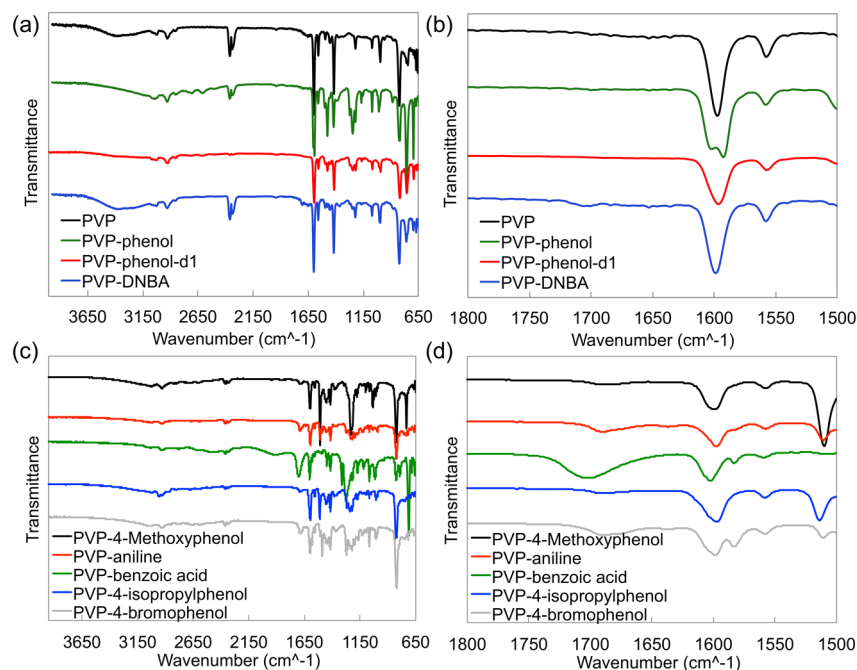 (a)
Transmittance
PVP
PVP-phenol
PVP-phenol-d1
PVP-DNBA
3650 3150 2650 2150 1650 1150 650
Wavenumber (cm^-1)
(b)
Transmittance
PVP
PVP-phenol
PVP-phenol-d1
PVP-DNBA
1800 1750 1700 1650 1600 1550 1500
Wavenumber (cm^-1)
(c)
Transmittance
PVP-4-Methoxyphenol
PVP-aniline
PVP-benzoic acid
PVP-4-isopropylphenol
PVP-4-bromophenol
3650 3150 2650 2150 1650 1150 650
Wavenumber (cm^-1)
(d)
Transmittance
PVP-4-Methoxyphenol
PVP-aniline
PVP-benzoic acid
PVP-4-isopropylphenol
PVP-4-bromophenol
1800 1750 1700 1650 1600 1550 1500
Wavenumber (cm^-1)